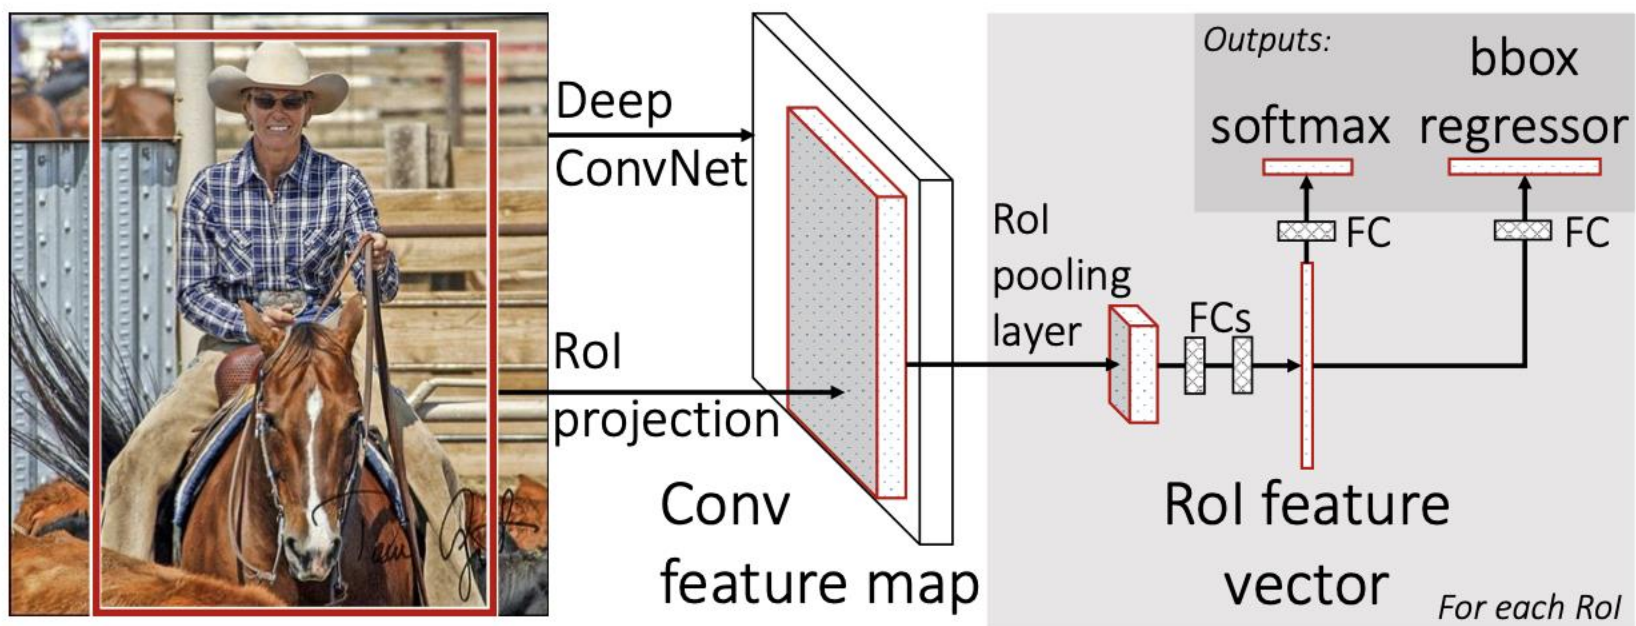 Deep
ConvNet
RoI
projection
Conv
feature map
RoI
pooling
layer
FCs
RoI feature
vector
For each RoI
Outputs:
softmax
bbox
regressor
FC
FC